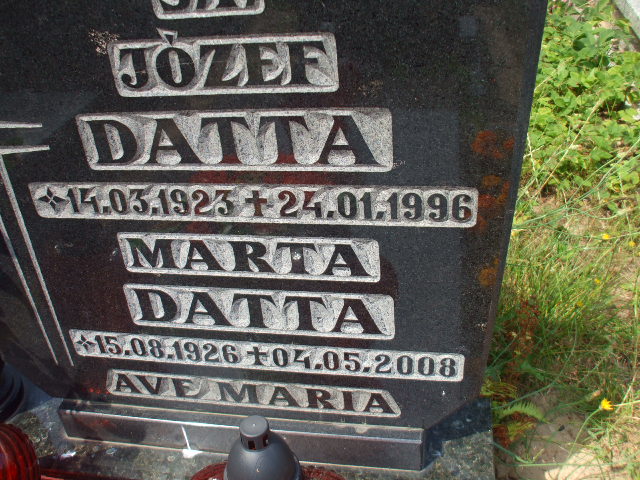 JÓZEF
DATTA
14.03.1923 + 24.01.1996
MARTA
DATTA
15.08.1926 + 04.05.2008
AVE MARIA